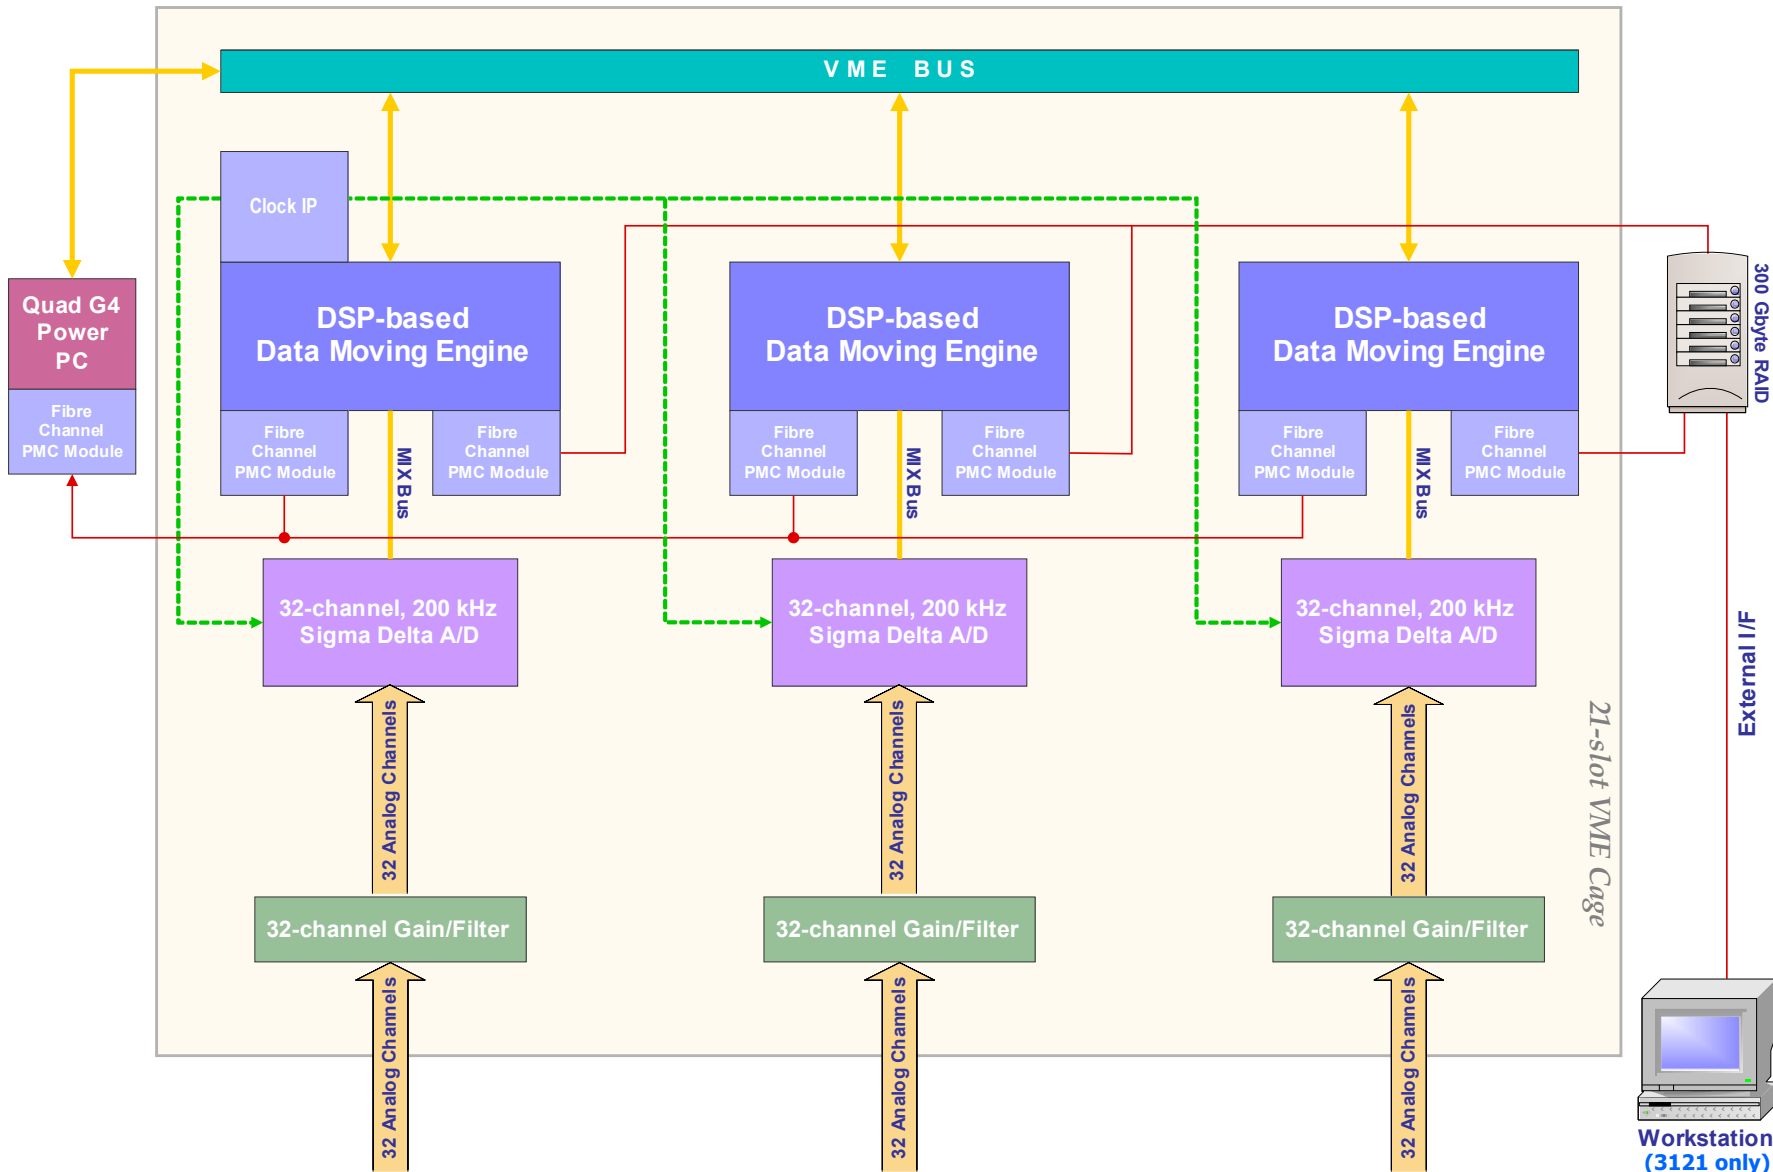 VME BUS
Clock IP
Quad G4
Power
PC
Fibre
Channel
PMC Module
DSP-based
Data Moving Engine
DSP-based
Data Moving Engine
DSP-based
Data Moving Engine
300 Gbyte RAID
Fibre
Channel
PMC Module
MIX Bus
Fibre
Channel
PMC Module
Fibre
Channel
PMC Module
MIX Bus
Fibre
Channel
PMC Module
Fibre
Channel
PMC Module
MIX Bus
Fibre
Channel
PMC Module
32-channel, 200 kHz
Sigma Delta A/D
32-channel, 200 kHz
Sigma Delta A/D
32-channel, 200 kHz
Sigma Delta A/D
External I/F
32 Analog Channels
32 Analog Channels
32 Analog Channels
21-slot VME Cage
32-channel Gain/Filter
32-channel Gain/Filter
32-channel Gain/Filter
32 Analog Channels
32 Analog Channels
32 Analog Channels
Workstation
(3121 only)